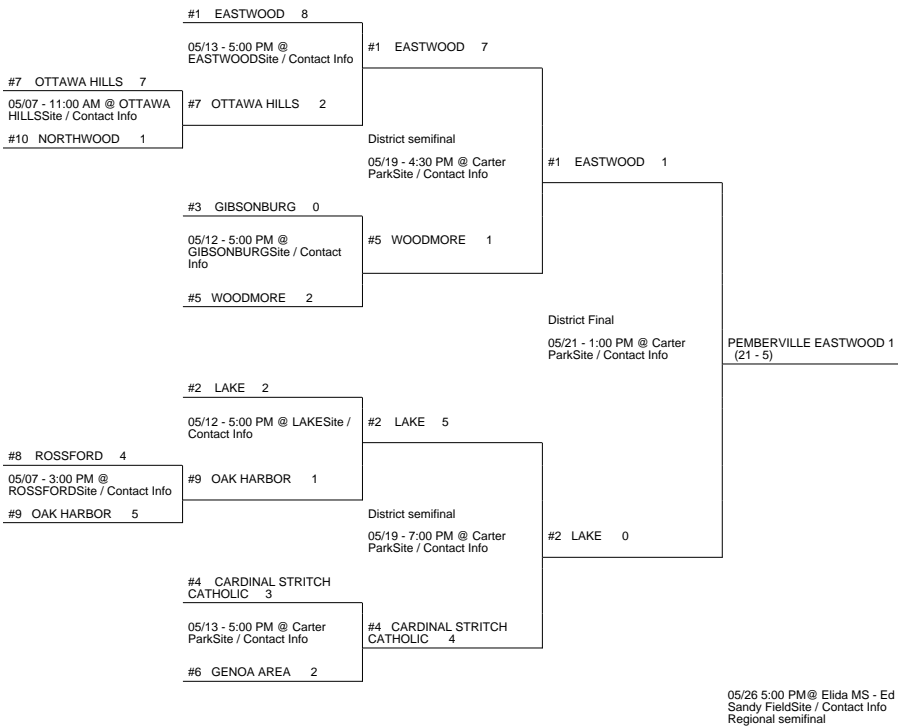 #1 EASTWOOD 8
05/13 - 5:00 PM @
EASTWOODSite / Contact Info
#1 EASTWOOD 7
#7 OTTAWA HILLS 7
05/07 - 11:00 AM @ OTTAWA
HILLSSite / Contact Info
#7 OTTAWA HILLS 2
#10 NORTHWOOD 1
District semifinal
05/19 - 4:30 PM @ Carter
ParkSite / Contact Info
#1 EASTWOOD 1
#3 GIBSONBURG 0
05/12 - 5:00 PM @
GIBSONBURGSite / Contact
Info
#5 WOODMORE 1
#5 WOODMORE 2
District Final
05/21 - 1:00 PM @ Carter
ParkSite / Contact Info
PEMBERVILLE EASTWOOD 1
(21 - 5)
#2 LAKE 2
05/12 - 5:00 PM @ LAKESite /
Contact Info
#2 LAKE 5
#8 ROSSFORD 4
05/07 - 3:00 PM @
ROSSFORDSite / Contact Info
#9 OAK HARBOR 1
#9 OAK HARBOR 5
District semifinal
05/19 - 7:00 PM @ Carter
ParkSite / Contact Info
#2 LAKE 0
#4 CARDINAL STRITCH
CATHOLIC 3
05/13 - 5:00 PM @ Carter
ParkSite / Contact Info
#4 CARDINAL STRITCH
CATHOLIC 4
#6 GENOA AREA 2
05/26 5:00 PM@ Elida MS - Ed
Sandy FieldSite / Contact Info
Regional semifinal